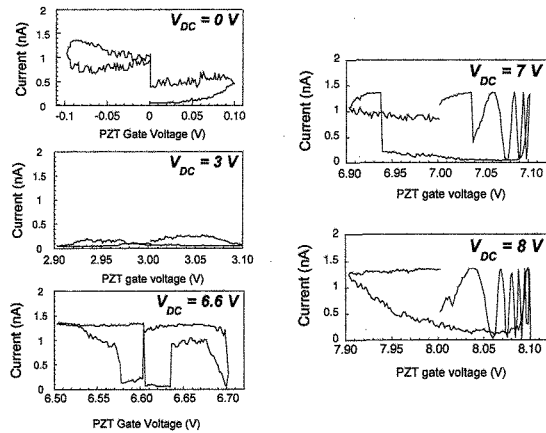 V_DC = 0 V
Current (nA)
2
1.5
1
0.5
0
-0.1 -0.05 0 0.05 0.10
PZT Gate Voltage (V)
V_DC = 3 V
Current (nA)
2
1.5
1
0.5
0
2.90 2.95 3.00 3.05 3.10
PZT gate voltage (V)
V_DC = 6.6 V
Current (nA)
2
1.5
1
0.5
0
6.50 6.55 6.60 6.65 6.70
PZT Gate Voltage (V)
V_DC = 7 V
Current (nA)
2
1.5
1
0.5
0
6.90 6.95 7.00 7.05 7.10
PZT gate voltage (V)
V_DC = 8 V
Current (nA)
2
1.5
1
0.5
0
7.90 7.95 8.00 8.05 8.10
PZT gate voltage (V)